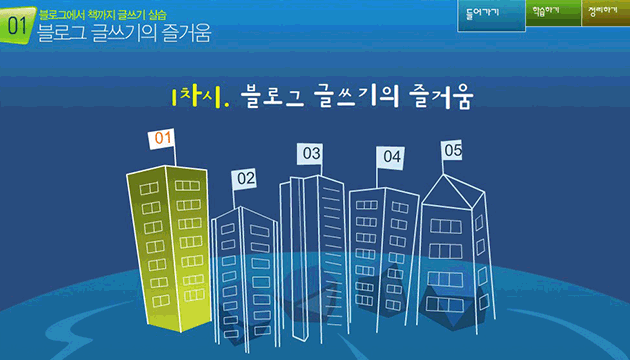 01
블로그에서 책까지 글쓰기 실습
블로그 글쓰기의 즐거움
들어가기
학습하기
정리하기
1차시. 블로그 글쓰기의 즐거움
01
02
03
04
05